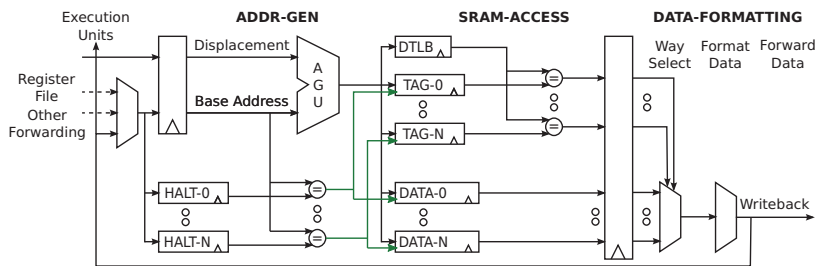 Execution
Units
ADDR-GEN
SRAM-ACCESS
DATA-FORMATTING
Displacement
Register
File
Other
Forwarding
Base Address
A
G
U
DTLB
TAG-0
TAG-N
=
=
Way
Select
Format
Data
Forward
Data
HALT-0
HALT-N
=
=
DATA-0
DATA-N
Writeback